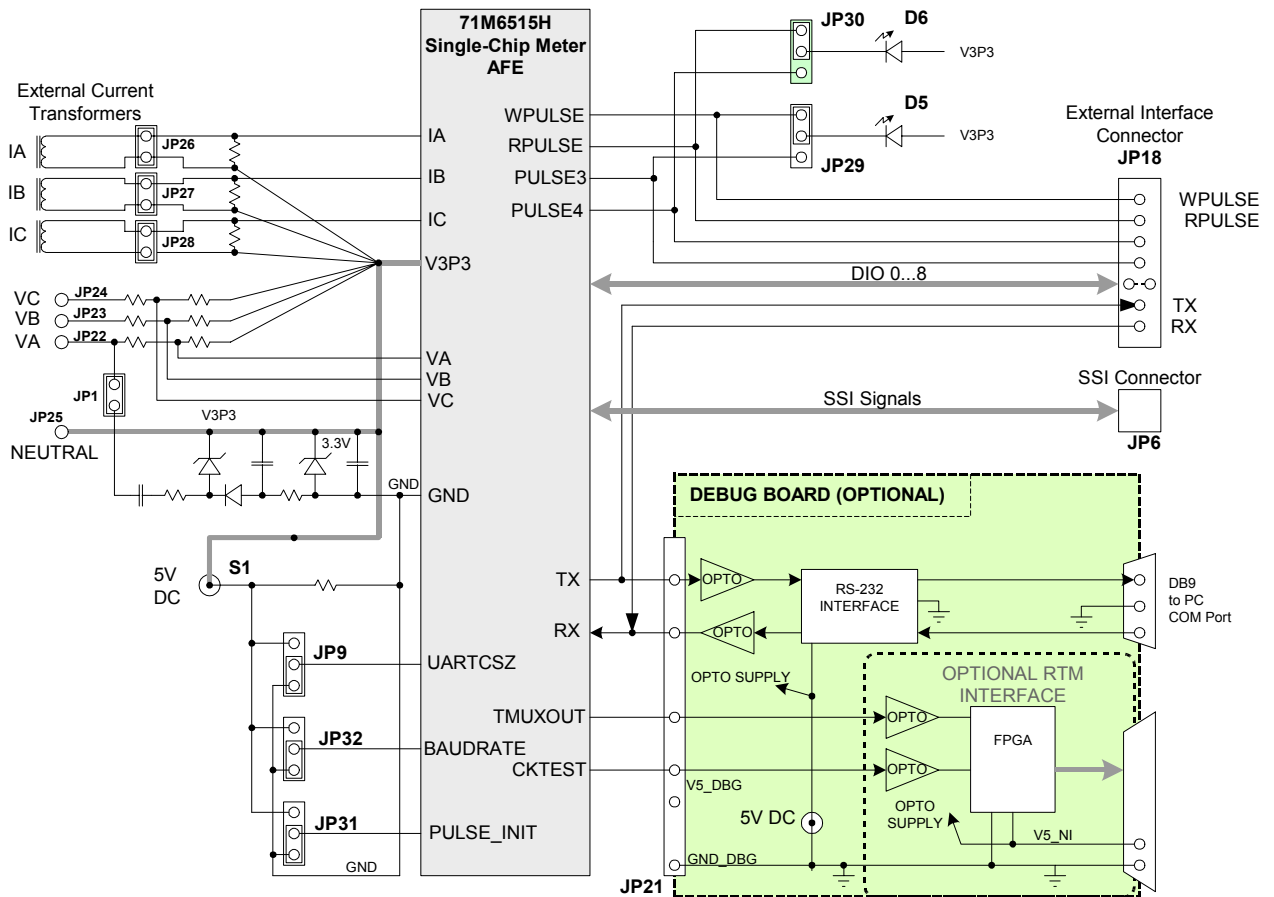 71M6515H
Single-Chip Meter
AFE
JP30
D6
V3P3
External Current
Transformers
WPULSE
D5
V3P3
External Interface
Connector
JP18
IA
JP26
IA
RPULSE
JP29
IB
JP27
IB
PULSE3
WPULSE
IC
JP28
IC
PULSE4
RPULSE
V3P3
DIO 0...8
VC
JP24
VB
JP23
VA
JP22
TX
RX
VA
VB
VC
JP1
SSI Connector
SSI Signals
JP6
JP25
NEUTRAL
V3P3
3.3V
GND
GND
DEBUG BOARD (OPTIONAL)
5V
DC
S1
TX
OPTO
RS-232
INTERFACE
DB9
to PC
COM Port
RX
OPTO
JP9
UARTCSZ
OPTO SUPPLY
OPTIONAL RTM
INTERFACE
TMUXOUT
OPTO
FPGA
JP32
BAUDRATE
CKTEST
OPTO
V5_DBG
5V DC
OPTO
SUPPLY
JP31
PULSE_INIT
V5_NI
GND
GND_DBG
JP21